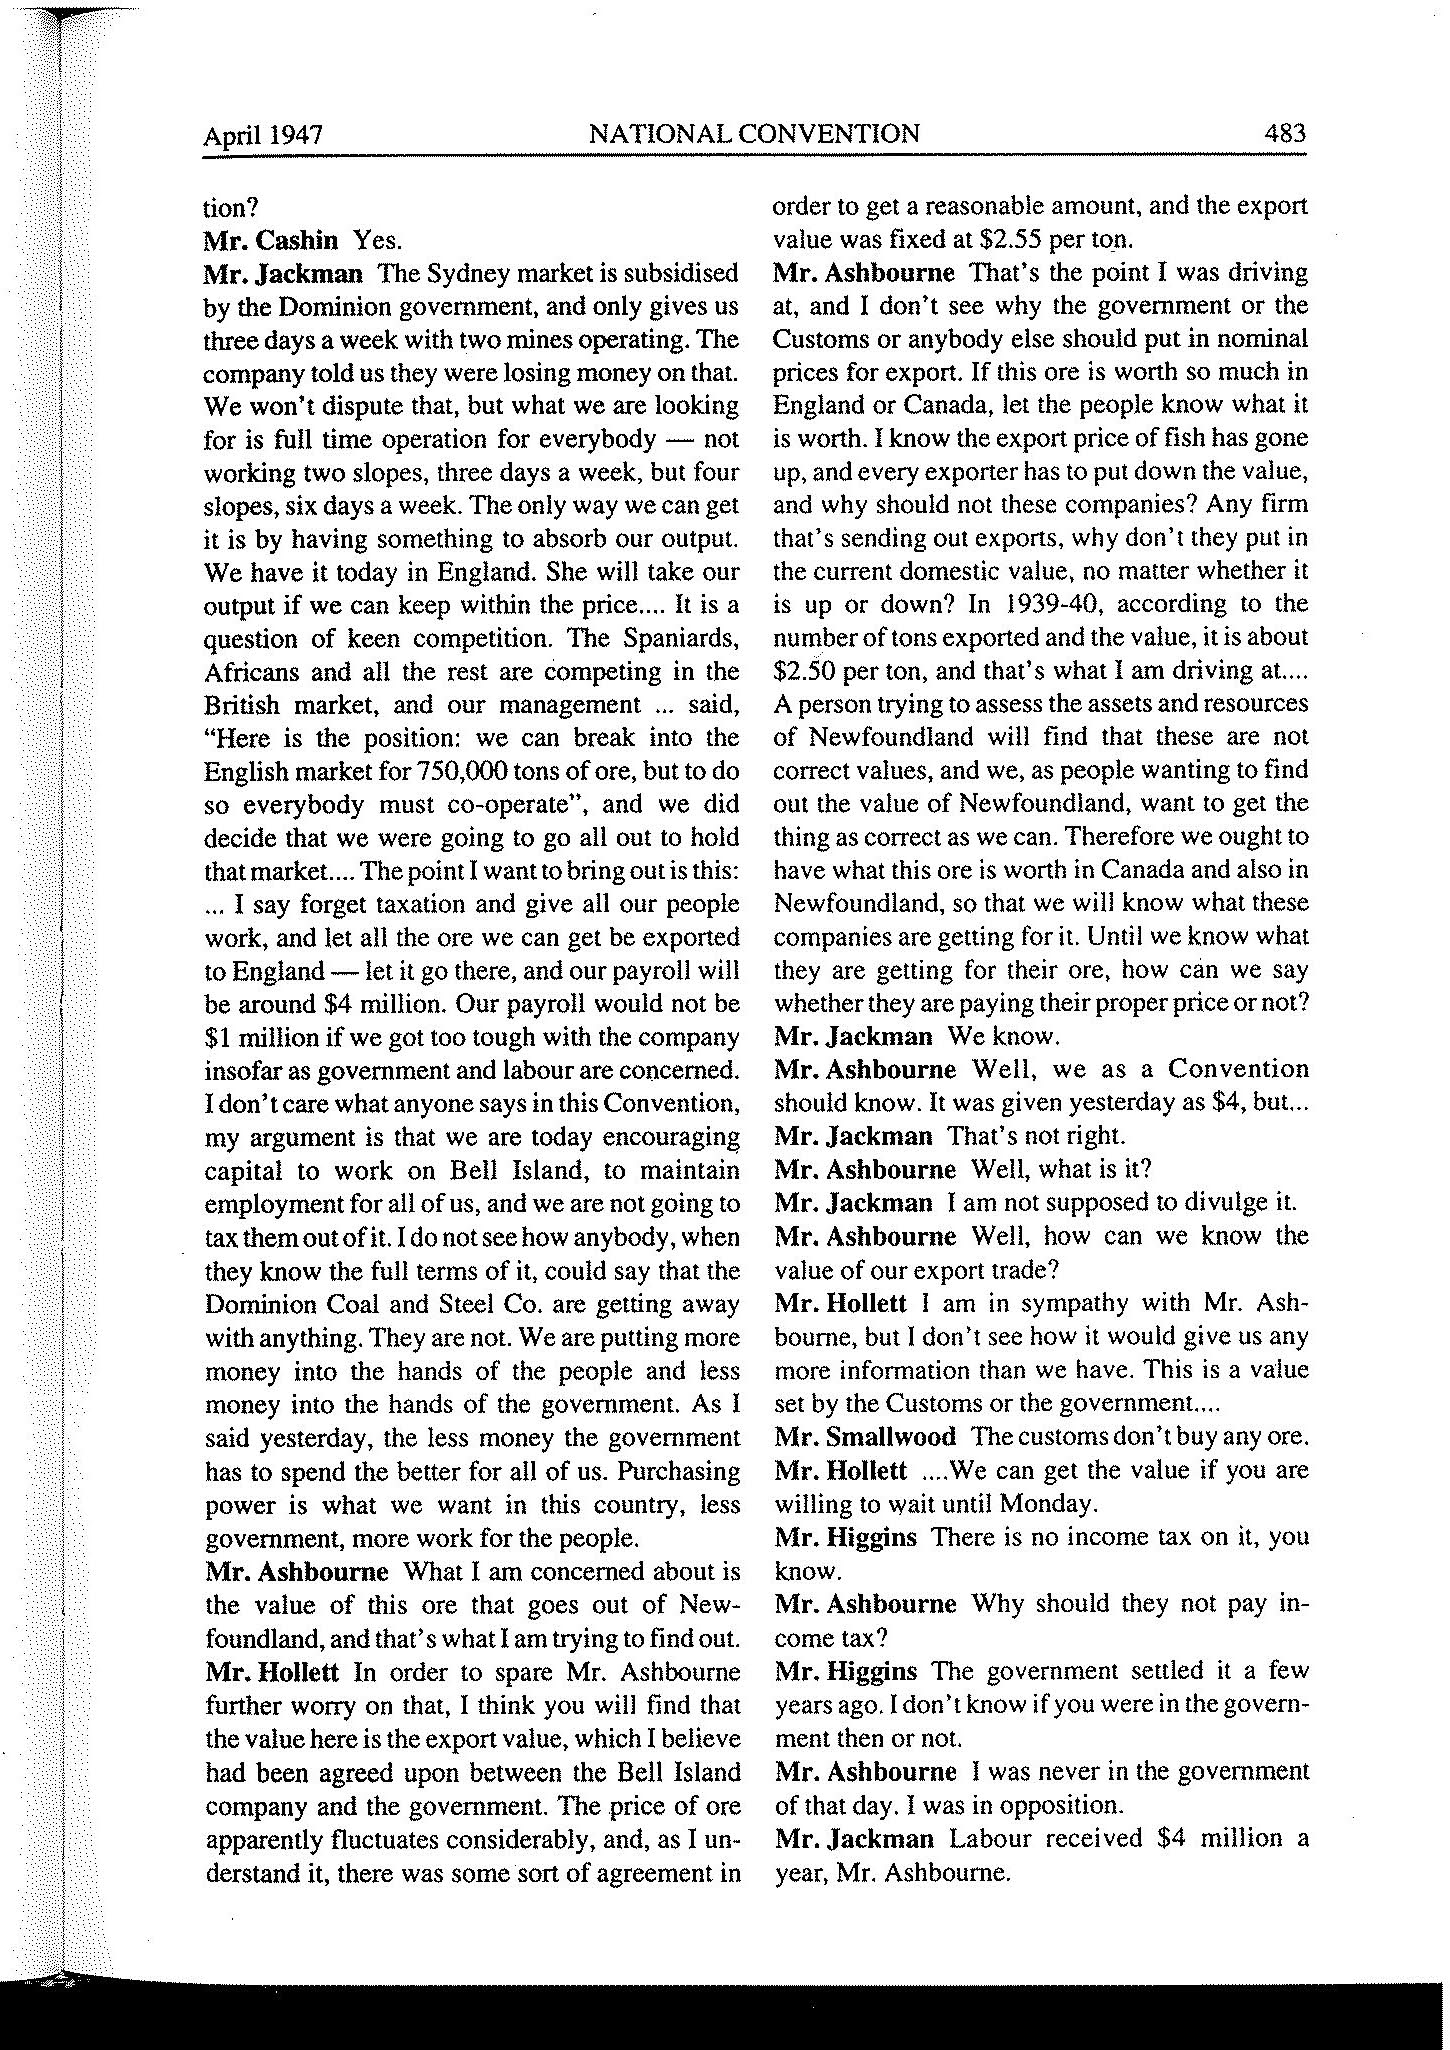 April 1947 NATIONAL CONVENTION 483
tion?
Mr. Cashin Yes.
Mr. Jackman The Sydney market is subsidised
by the Dominion government, and only gives us
three days a week with two mines operating. The
company told us they were losing money on that.
We won't dispute that, but what we are looking
for is full time operation for everybody — not
working two slopes, three days a week, but four
slopes, six days a week. The only way we can get
it is by having something to absorb our output.
We have it today in England. She will take our
output if we can keep within the price.... It is a
question of keen competition. The Spaniards,
Africans and all the rest are competing in the
British market, and our management ... said,
"Here is the position: we can break into the
English market for 750,000 tons of ore, but to do
so everybody must co-operate", and we did
decide that we were going to go all out to hold
that market.... The point I want to bring out is this:
... I say forget taxation and give all our people
work, and let all the ore we can get be exported
to England — let it go there, and our payroll will
be around $4 million. Our payroll would not be
$1 million if we got too tough with the company
insofar as government and labour are concerned.
I don't care what anyone says in this Convention,
my argument is that we are today encouraging
capital to work on Bell Island, to maintain
employment for all of us, and we are not going to
tax them out of it. I do not see how anybody, when
they know the full terms of it, could say that the
Dominion Coal and Steel Co. are getting away
with anything. They are not. We are putting more
money into the hands of the people and less
money into the hands of the government. As I
said yesterday, the less money the government
has to spend the better for all of us. Purchasing
power is what we want in this country, less
government, more work for the people.
Mr. Ashbourne What I am concerned about is
the value of this ore that goes out of New-
foundland, and that's what I am trying to find out.
Mr. Hollett In order to spare Mr. Ashbourne
further worry on that, I think you will find that
the value here is the export value, which I believe
had been agreed upon between the Bell Island
company and the government. The price of ore
apparently fluctuates considerably, and, as I un-
derstand it, there was some sort of agreement in
order to get a reasonable amount, and the export
value was fixed at $2.55 per ton.
Mr. Ashbourne That's the point I was driving
at, and I don't see why the government or the
Customs or anybody else should put in nominal
prices for export. If this ore is worth so much in
England or Canada, let the people know what it
is worth. I know the export price of fish has gone
up, and every exporter has to put down the value,
and why should not these companies? Any firm
that's sending out exports, why don't they put in
the current domestic value, no matter whether it
is up or down? In 1939-40, according to the
number of tons exported and the value, it is about
$2.50 per ton, and that's what I am driving at....
A person trying to assess the assets and resources
of Newfoundland will find that these are not
correct values, and we, as people wanting to find
out the value of Newfoundland, want to get the
thing as correct as we can. Therefore we ought to
have what this ore is worth in Canada and also in
Newfoundland, so that we will know what these
companies are getting for it. Until we know what
they are getting for their ore, how can we say
whether they are paying their proper price or not?
Mr. Jackman We know.
Mr. Ashbourne Well, we as a Convention
should know. It was given yesterday as $4, but...
Mr. Jackman That's not right.
Mr. Ashbourne Well, what is it?
Mr. Jackman I am not supposed to divulge it.
Mr. Ashbourne Well, how can we know the
value of our export trade?
Mr. Hollett I am in sympathy with Mr. Ash-
bourne, but I don't see how it would give us any
more information than we have. This is a value
set by the Customs or the government....
Mr. Smallwood The customs don't buy any ore.
Mr. Hollett ....We can get the value if you are
willing to wait until Monday.
Mr. Higgins There is no income tax on it, you
know.
Mr. Ashbourne Why should they not pay in-
come tax?
Mr. Higgins The government settled it a few
years ago. I don't know if you were in the govern-
ment then or not.
Mr. Ashbourne I was never in the government
of that day. I was in opposition.
Mr. Jackman Labour received $4 million a
year, Mr. Ashbourne.